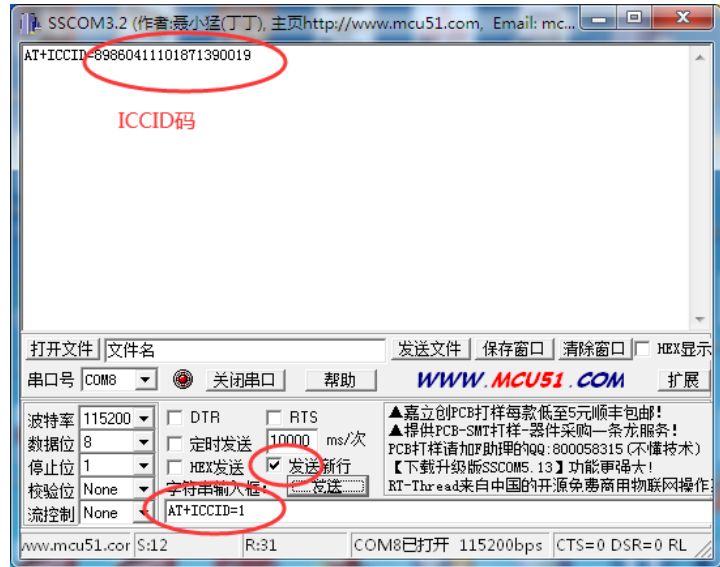 SSCOM3.2 (作者:聂小猛(丁丁), 主页http://www.mcu51.com, Email: mc...
AT+ICCID=89860411101871390019
ICCID码
打开文件 文件名 发送文件 保存窗口 清除窗口 HEX显示
串口号 COM8 关闭串口 帮助 WWW.MCU51.COM 扩展
波特率 115200 DTR RTS
数据位 8 定时发送 10000 ms/次
停止位 1 HEX发送 发送新行
校验位 None 字符串输入框: 发送
流控制 None AT+ICCID=1
▲嘉立创PCB打样每款低至5元顺丰包邮!
▲提供PCB-SMT打样-器件采购一条龙服务!
PCB打样请加F助理的QQ:800058315(不懂技术)
【下载升级版SSCOM5.13】功能更强大!
RT-Thread来自中国的开源免费商用物联网操作
www.mcu51.cor S:12 R:31 COM8已打开 115200bps CTS=0 DSR=0 RL